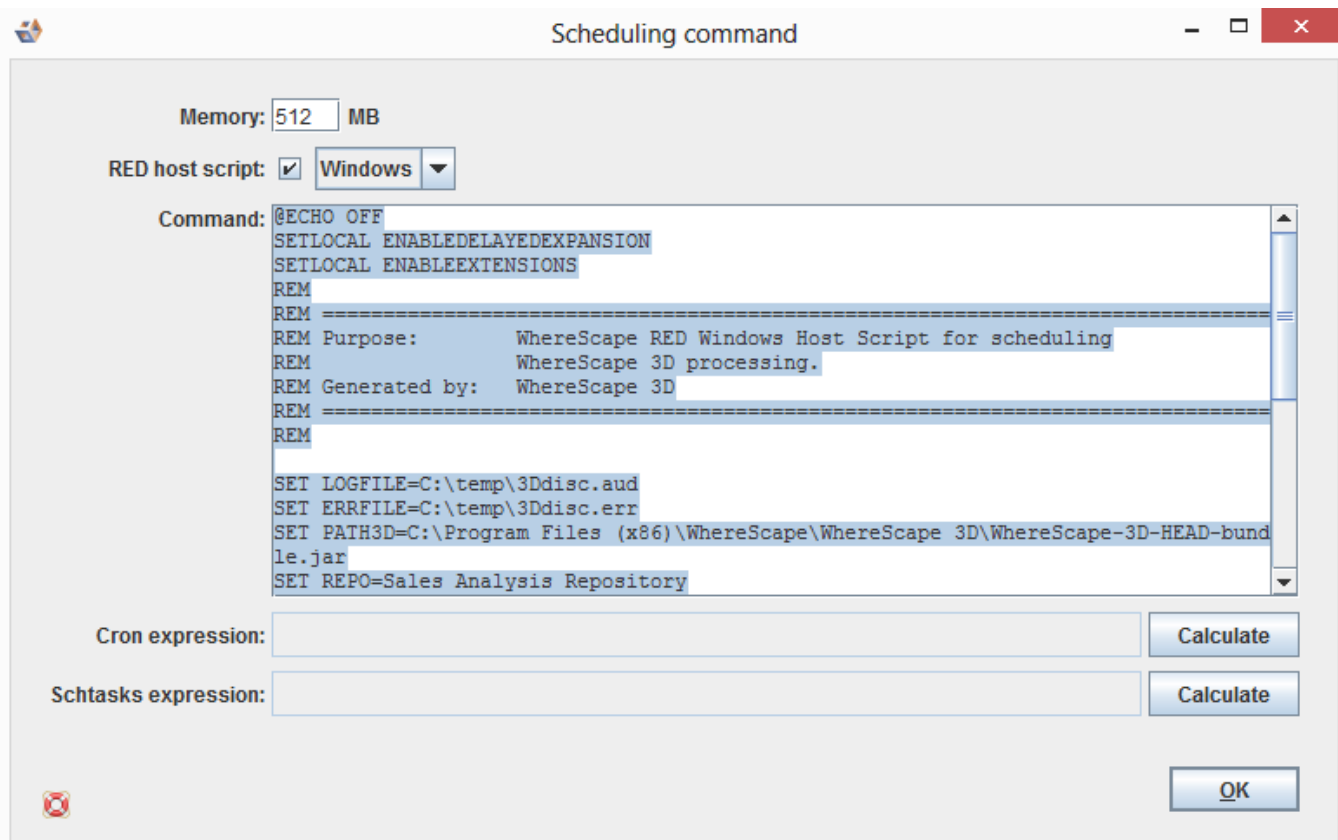 Scheduling command
Memory: 512 MB
RED host script: Windows
Command: @ECHO OFF
SETLOCAL ENABLEDELAYEDEXPANSION
SETLOCAL ENABLEEXTENSIONS
REM
REM ==============================================================================
REM Purpose:        WhereScape RED Windows Host Script for scheduling
REM                 WhereScape 3D processing.
REM Generated by:   WhereScape 3D
REM ==============================================================================
REM
SET LOGFILE=C:\temp\3Ddisc.aud
SET ERRFILE=C:\temp\3Ddisc.err
SET PATH3D=C:\Program Files (x86)\WhereScape\WhereScape 3D\WhereScape-3D-HEAD-bund
le.jar
SET REPO=Sales Analysis Repository
Cron expression: Calculate
Schtasks expression: Calculate
OK